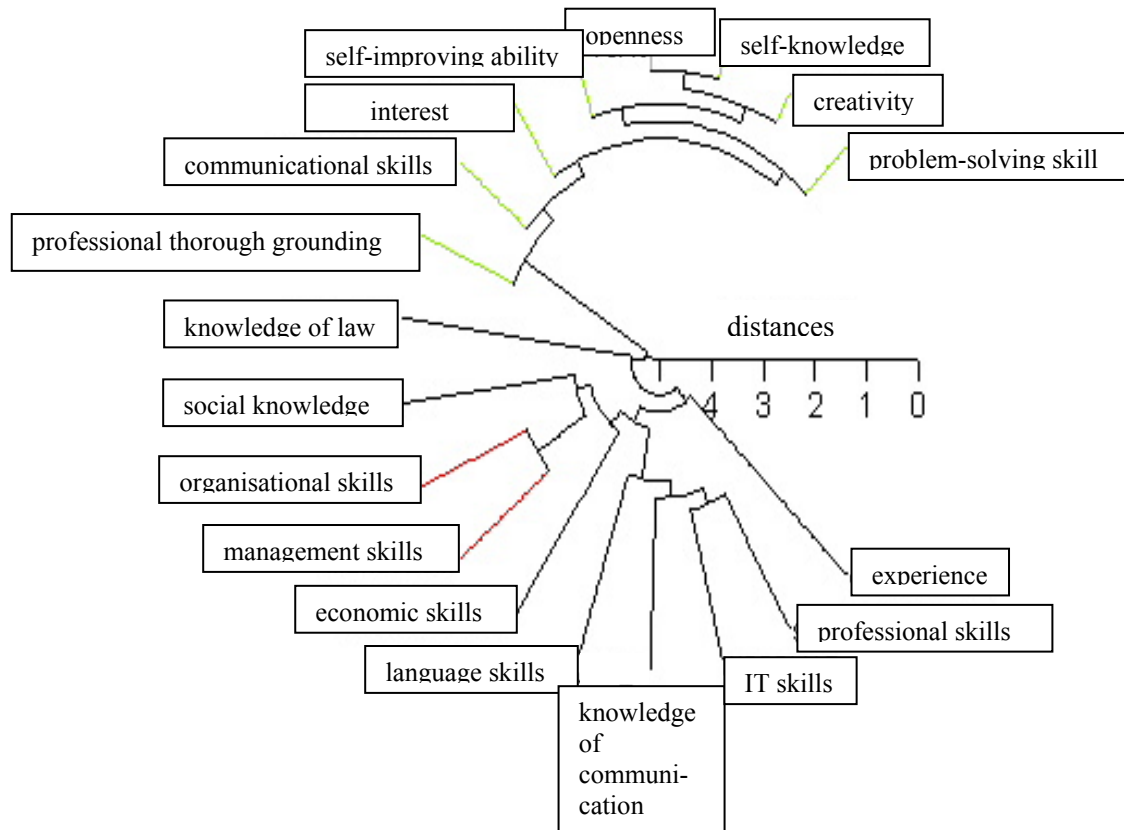 openness
self-knowledge
self-improving ability
creativity
interest
problem-solving skill
communicational skills
professional thorough grounding
knowledge of law
distances
4 3 2 1 0
social knowledge
organisational skills
management skills
experience
economic skills
professional skills
language skills
IT skills
knowledge
of
communi-
cation